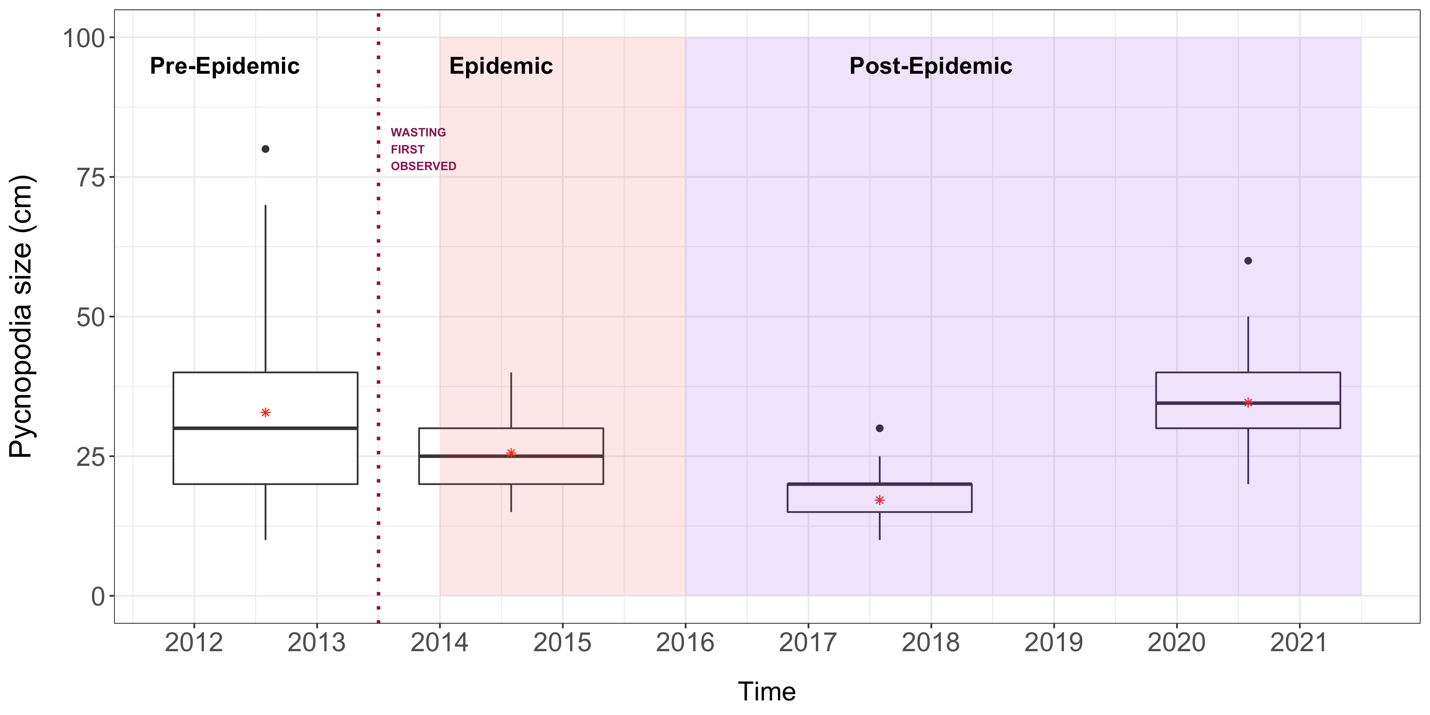 Pre-Epidemic
Epidemic
Post-Epidemic
WASTING
FIRST
OBSERVED
Pycnopodia size (cm)
100
75
50
25
0
2012 2013 2014 2015 2016 2017 2018 2019 2020 2021
Time